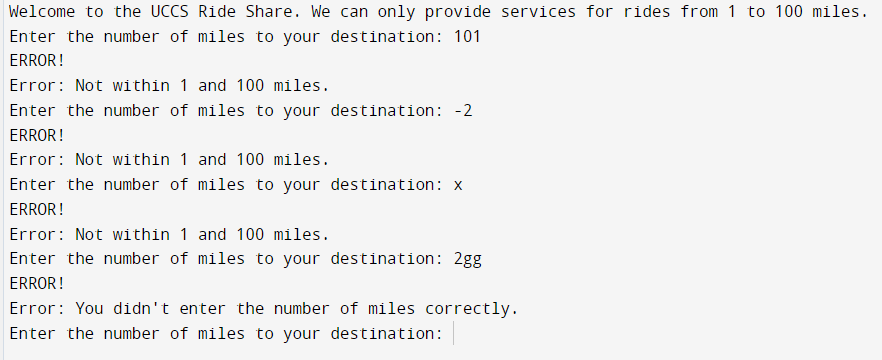 Welcome to the UCCS Ride Share. We can only provide services for rides from 1 to 100 miles.
Enter the number of miles to your destination: 101
ERROR!
Error: Not within 1 and 100 miles.
Enter the number of miles to your destination: -2
ERROR!
Error: Not within 1 and 100 miles.
Enter the number of miles to your destination: x
ERROR!
Error: Not within 1 and 100 miles.
Enter the number of miles to your destination: 2gg
ERROR!
Error: You didn't enter the number of miles correctly.
Enter the number of miles to your destination: